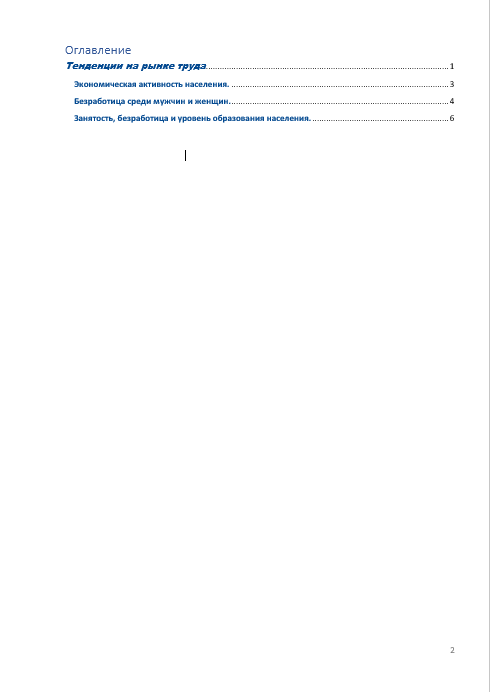 Оглавление
Тенденции на рынке труда 1
Экономическая активность населения. 3
Безработица среди мужчин и женщин. 4
Занятость, безработица и уровень образования населения. 6
2